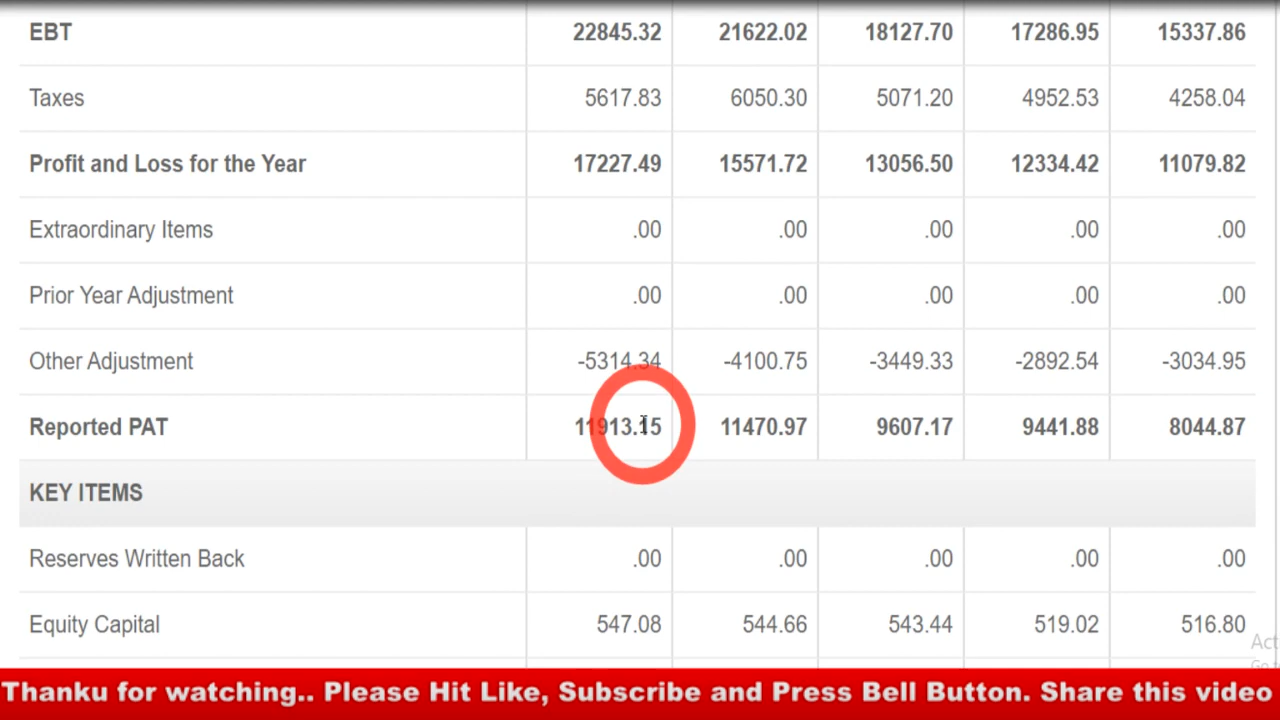 EBT 22845.32 21622.02 18127.70 17286.95 15337.86
Taxes 5617.83 6050.30 5071.20 4952.53 4258.04
Profit and Loss for the Year 17227.49 15571.72 13056.50 12334.42 11079.82
Extraordinary Items .00 .00 .00 .00 .00
Prior Year Adjustment .00 .00 .00 .00 .00
Other Adjustment -5314.34 -4100.75 -3449.33 -2892.54 -3034.95
Reported PAT 11913.15 11470.97 9607.17 9441.88 8044.87
KEY ITEMS
Reserves Written Back .00 .00 .00 .00 .00
Equity Capital 547.08 544.66 543.44 519.02 516.80
Act
Thanku for watching.. Please Hit Like, Subscribe and Press Bell Button. Share this video